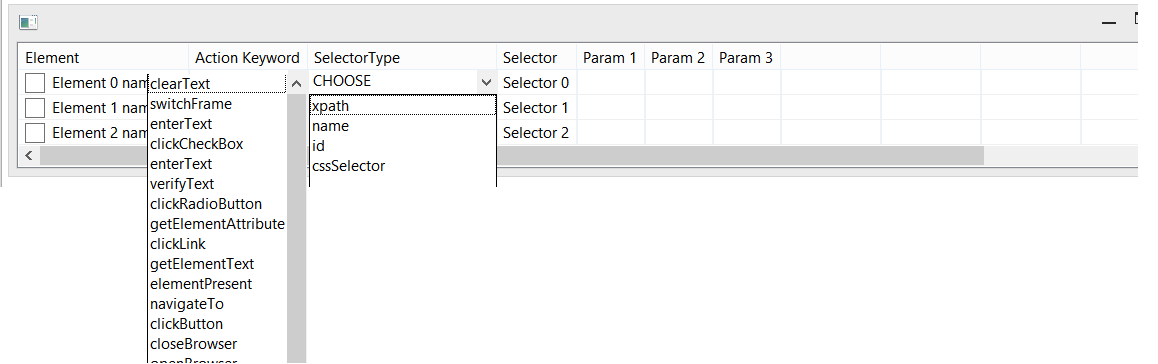 Element Action Keyword SelectorType Selector Param 1 Param 2 Param 3
Element 0 nam clearText CHOOSE Selector 0
switchFrame
Element 1 nam xpath Selector 1
enterText name
Element 2 nam Selector 2
clickCheckBox id
enterText cssSelector
verifyText
clickRadioButton
getElementAttribute
clickLink
getElementText
elementPresent
navigateTo
clickButton
closeBrowser
openBrowser